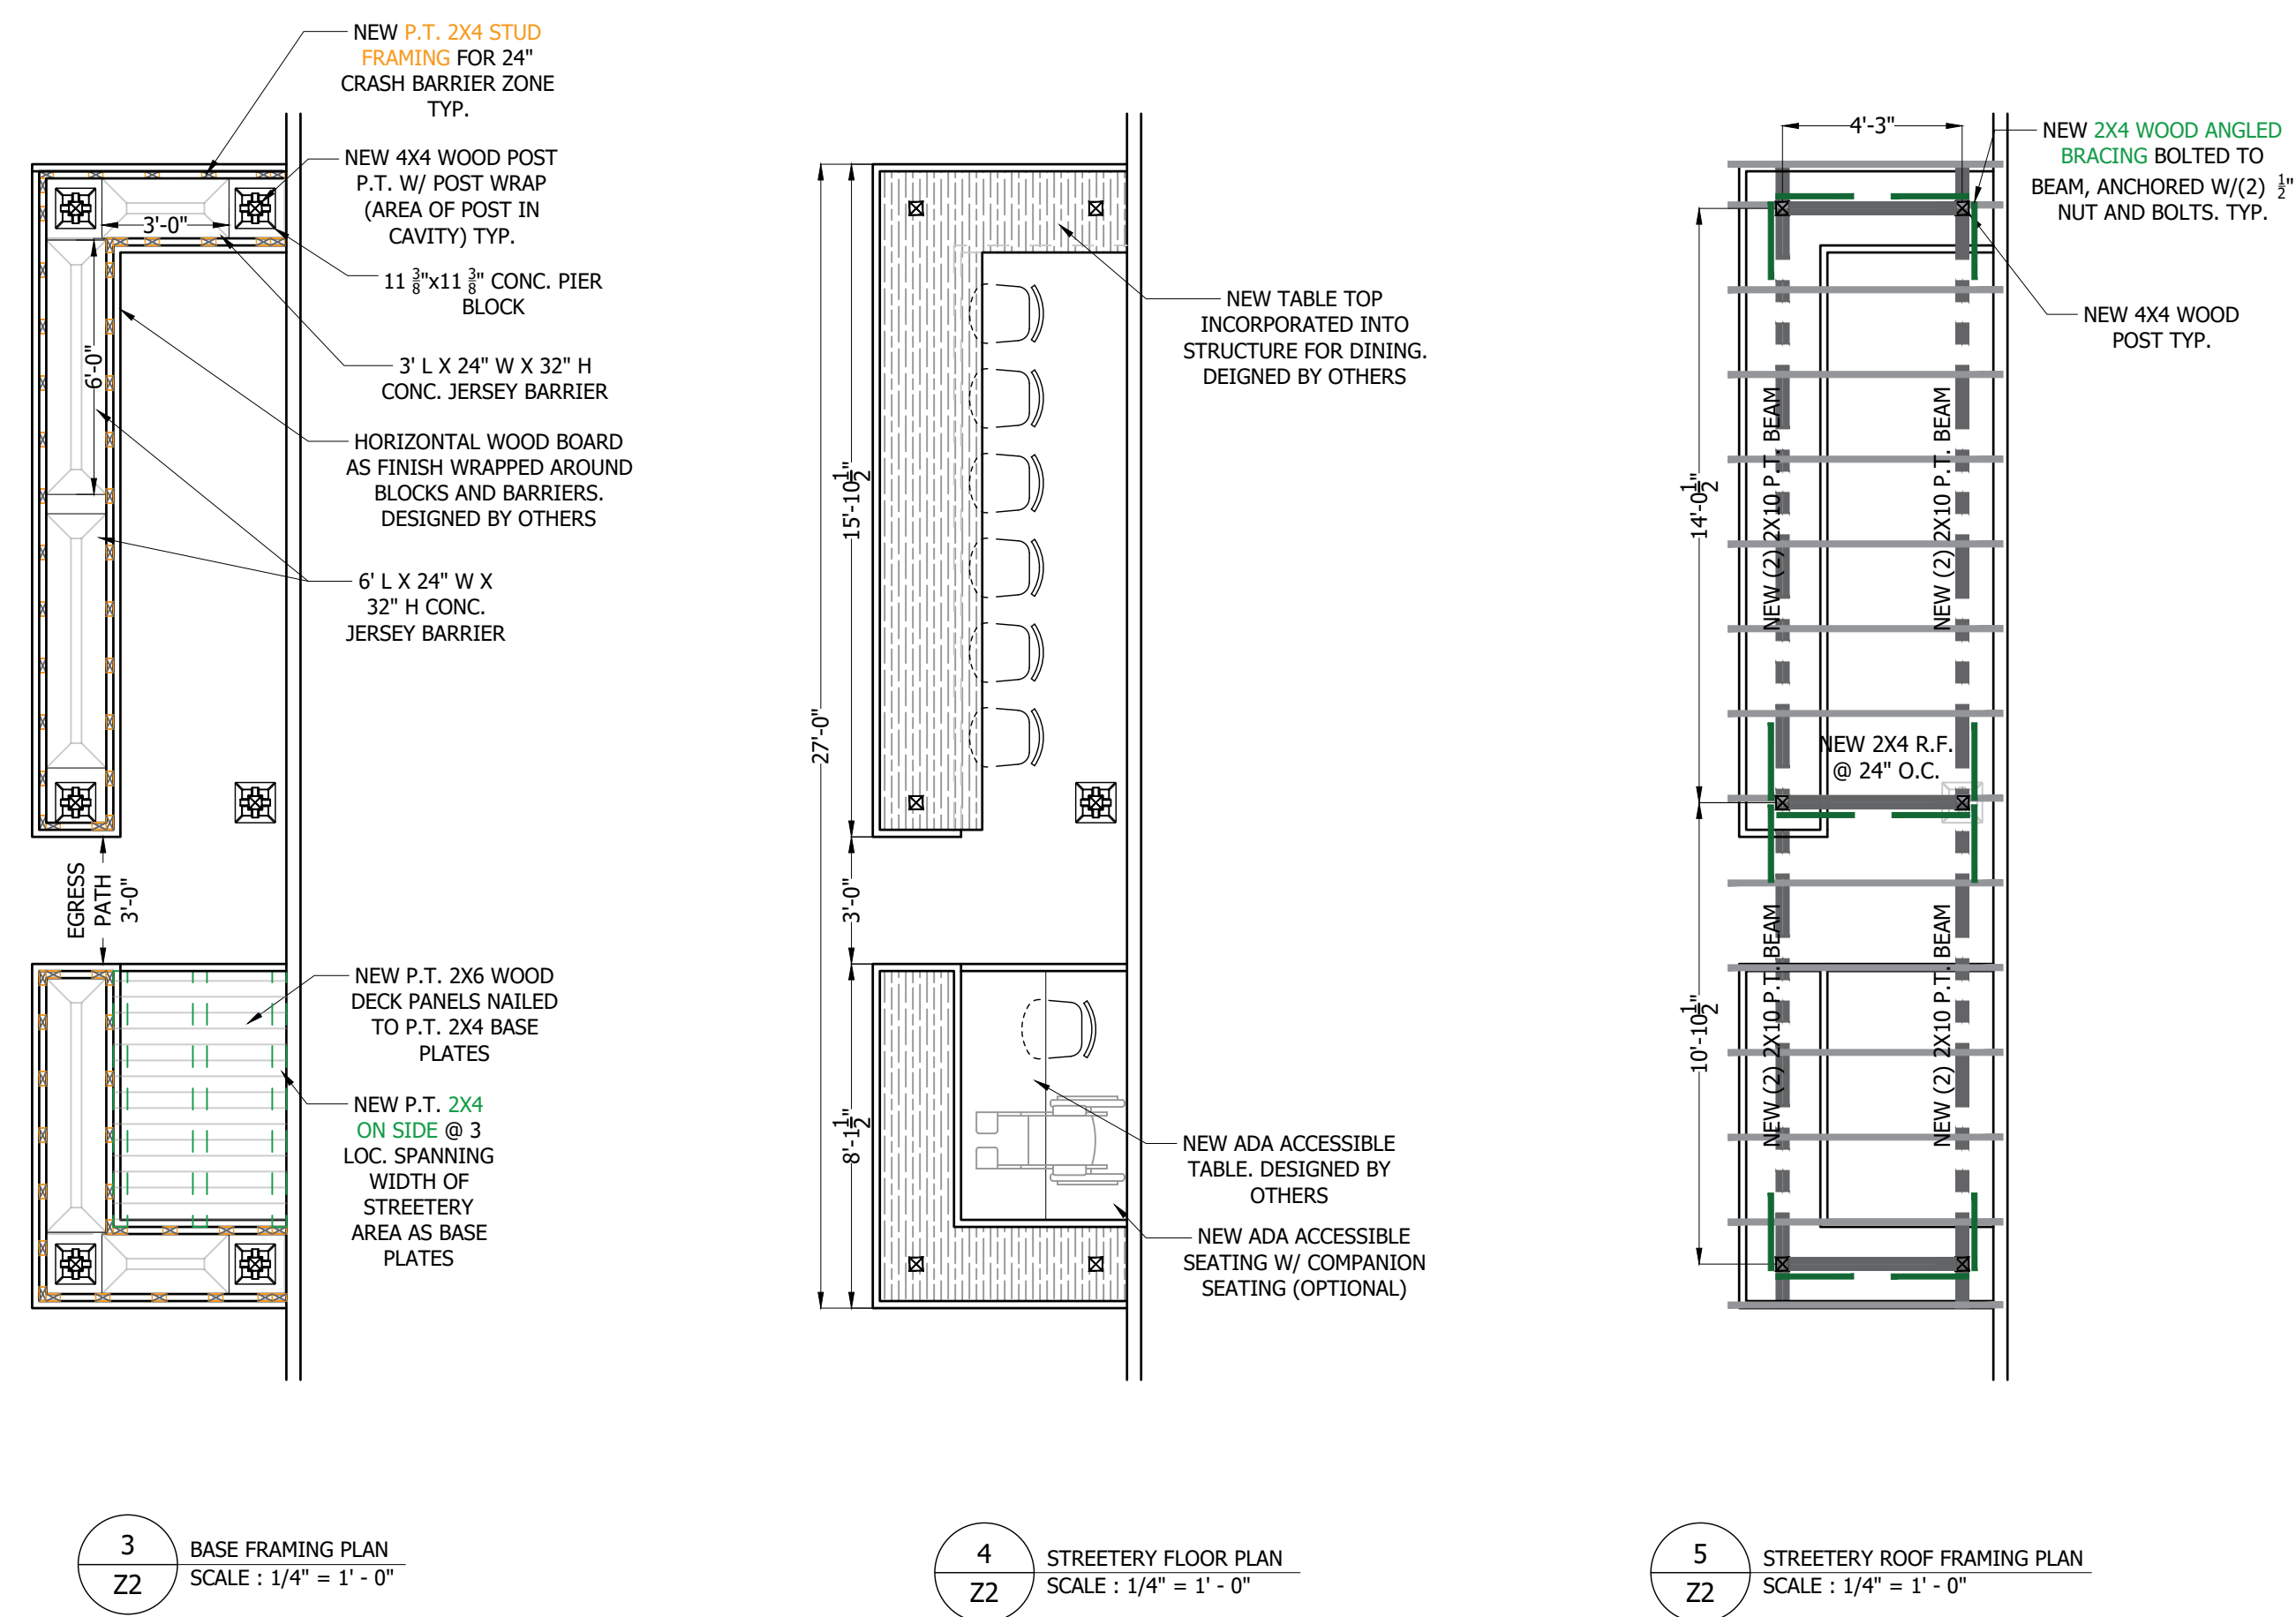 NEW P.T. 2X4 STUD
FRAMING FOR 24"
CRASH BARRIER ZONE
TYP.
NEW 4X4 WOOD POST
P.T. W/ POST WRAP
(AREA OF POST IN
CAVITY) TYP.
11 3/8"x11 3/8" CONC. PIER
BLOCK
3' L X 24" W X 32" H
CONC. JERSEY BARRIER
HORIZONTAL WOOD BOARD
AS FINISH WRAPPED AROUND
BLOCKS AND BARRIERS.
DESIGNED BY OTHERS
6' L X 24" W X
32" H CONC.
JERSEY BARRIER
3'-0"
6'-0"
EGRESS
PATH
3'-0"
NEW P.T. 2X6 WOOD
DECK PANELS NAILED
TO P.T. 2X4 BASE
PLATES
NEW P.T. 2X4
ON SIDE @ 3
LOC. SPANNING
WIDTH OF
STREETERY
AREA AS BASE
PLATES
3
Z2
BASE FRAMING PLAN
SCALE : 1/4" = 1' - 0"
27'-0"
15'-10 1/2"
3'-0"
8'-1 1/2"
NEW TABLE TOP
INCORPORATED INTO
STRUCTURE FOR DINING.
DEIGNED BY OTHERS
NEW ADA ACCESSIBLE
TABLE. DESIGNED BY
OTHERS
NEW ADA ACCESSIBLE
SEATING W/ COMPANION
SEATING (OPTIONAL)
4
Z2
STREETERY FLOOR PLAN
SCALE : 1/4" = 1' - 0"
4'-3"
14'-0 1/2"
10'-10 1/2"
NEW 2X4 WOOD ANGLED
BRACING BOLTED TO
BEAM, ANCHORED W/(2) 1/2"
NUT AND BOLTS. TYP.
NEW 4X4 WOOD
POST TYP.
NEW (2) 2X10 P.T. BEAM
NEW (2) 2X10 P.T. BEAM
NEW 2X4 R.F.
@ 24" O.C.
NEW (2) 2X10 P.T. BEAM
NEW (2) 2X10 P.T. BEAM
5
Z2
STREETERY ROOF FRAMING PLAN
SCALE : 1/4" = 1' - 0"